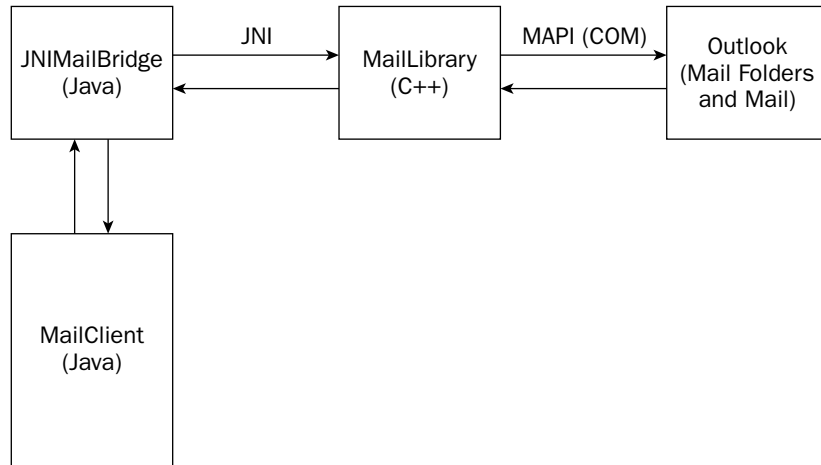 JNIMailBridge
(Java)
JNI
MailLibrary
(C++)
MAPI (COM)
Outlook
(Mail Folders
and Mail)
MailClient
(Java)